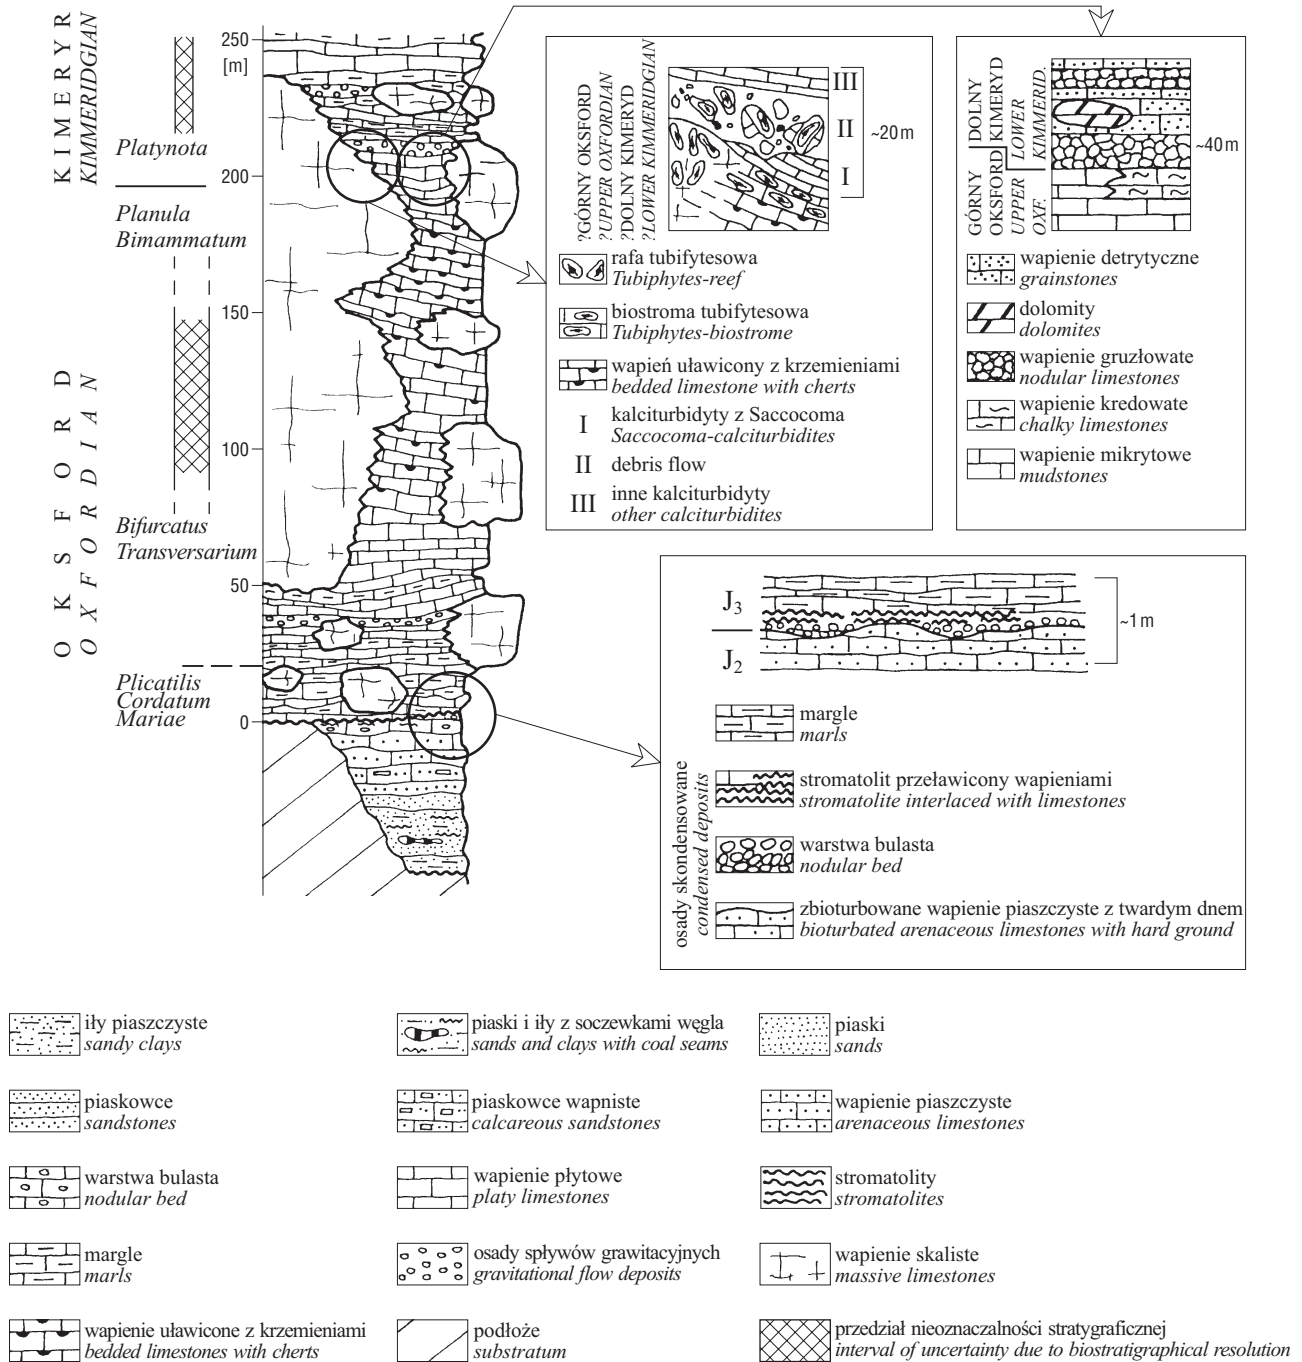 KIMERYR
KIMMERIDGIAN
OKSFORD
OXFORDIAN
Platynota
Planula
Bimammatum
Bifurcatus
Transversarium
Plicatilis
Cordatum
Mariae
250
[m]
200
150
100
50
0
?GÓRNY OKSFORD
?UPPER OXFORDIAN
?DOLNY KIMERYD
?LOWER KIMMERIDGIAN
III
II
I
~20 m
rafa tubifytesowa
Tubiphytes-reef
biostroma tubifytesowa
Tubiphytes-biostrome
wapień uławicony z krzemieniami
bedded limestone with cherts
I
kalciturbidyty z Saccocoma
Saccocoma-calciturbidites
II
debris flow
III
inne kalciturbidyty
other calciturbidites
GÓRNY
OKSFORD
UPPER
OXF.
DOLNY
KIMERYD
LOWER
KIMMERID.
~40 m
wapienie detrytyczne
grainstones
dolomity
dolomites
wapienie gruzłowate
nodular limestones
wapienie kredowate
chalky limestones
wapienie mikrytowe
mudstones
J3
J2
~1 m
osady skondensowane
condensed deposits
margle
marls
stromatolit przeławicony wapieniami
stromatolite interlaced with limestones
warstwa bulasta
nodular bed
zbioturbowane wapienie piaszczyste z twardym dnem
bioturbated arenaceous limestones with hard ground
iły piaszczyste
sandy clays
piaski i iły z soczewkami węgla
sands and clays with coal seams
piaski
sands
piaskowce
sandstones
piaskowce wapniste
calcareous sandstones
wapienie piaszczyste
arenaceous limestones
warstwa bulasta
nodular bed
wapienie płytowe
platy limestones
stromatolity
stromatolites
margle
marls
osady spływów grawitacyjnych
gravitational flow deposits
wapienie skaliste
massive limestones
wapienie uławicone z krzemieniami
bedded limestones with cherts
podłoże
substratum
przedział nieoznaczalności stratygraficznej
interval of uncertainty due to biostratigraphical resolution